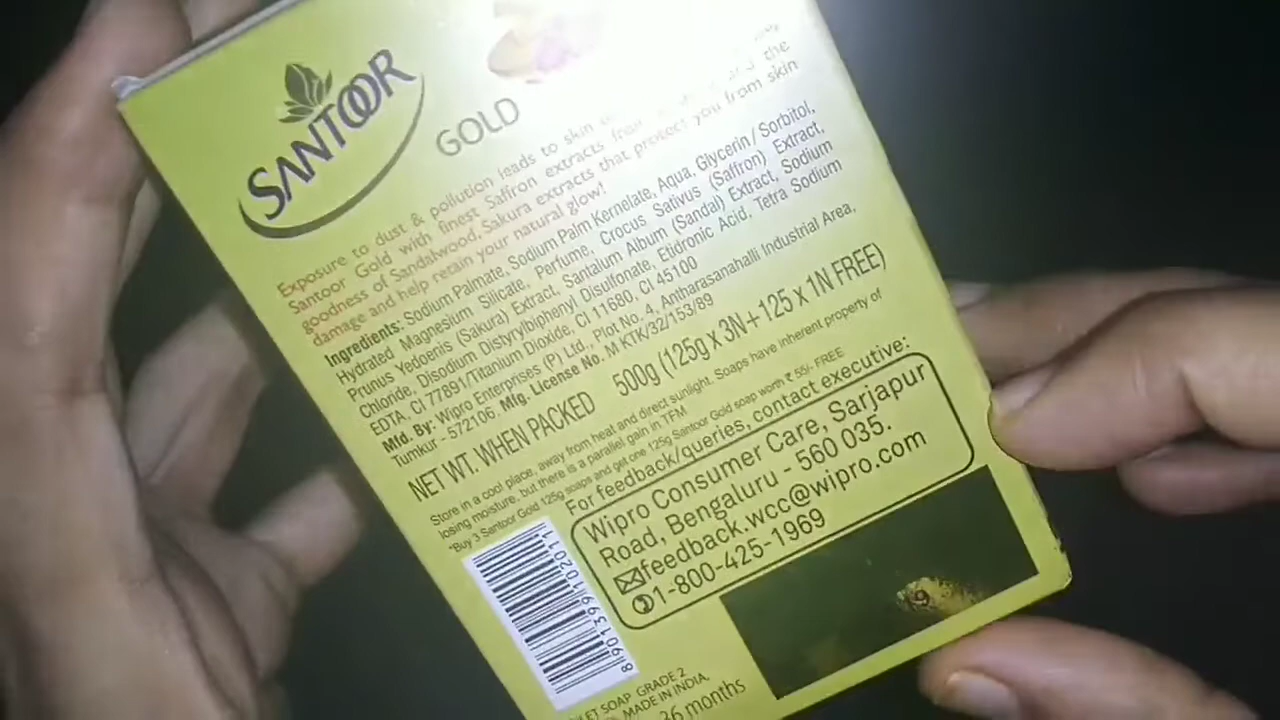 SANTOOR
GOLD
Exposure to dust & pollution leads to skin
Santoor Gold with finest Saffron extracts from and the
goodness of Sandalwood, Sakura extracts that protect you from skin
damage and help retain your natural glow!
Ingredients: Sodium Palmate, Sodium Palm Kernelate, Aqua, Glycerin / Sorbitol,
Hydrated Magnesium Silicate, Perfume, Crocus Sativus (Saffron) Extract,
Prunus Yedoenis (Sakura) Extract, Santalum Album (Sandal) Extract, Sodium
Chloride, Disodium Distyrylbiphenyl Disulfonate, Etidronic Acid, Tetra Sodium
EDTA, CI 77891/Titanium Dioxide, CI 11680, CI 45100
Mfd. By: Wipro Enterprises (P) Ltd., Plot No. 4, Antharasanahalli Industrial Area,
Tumkur - 572106. Mfg. License No. M KTK/32/153/89
NET WT. WHEN PACKED 500g (125g x 3N + 125 x 1N FREE)
Store in a cool place, away from heat and direct sunlight. Soaps have inherent property of
losing moisture, but there is a parallel gain in TFM
*Buy 3 Santoor Gold 125g soaps and get one 125g Santoor Gold soap worth ₹ 55/- FREE
For feedback/queries, contact executive:
Wipro Consumer Care, Sarjapur
Road, Bengaluru - 560 035.
feedback.wcc@wipro.com
1-800-425-1969
8901399102011
LET SOAP GRADE 2
MADE IN INDIA.
36 months